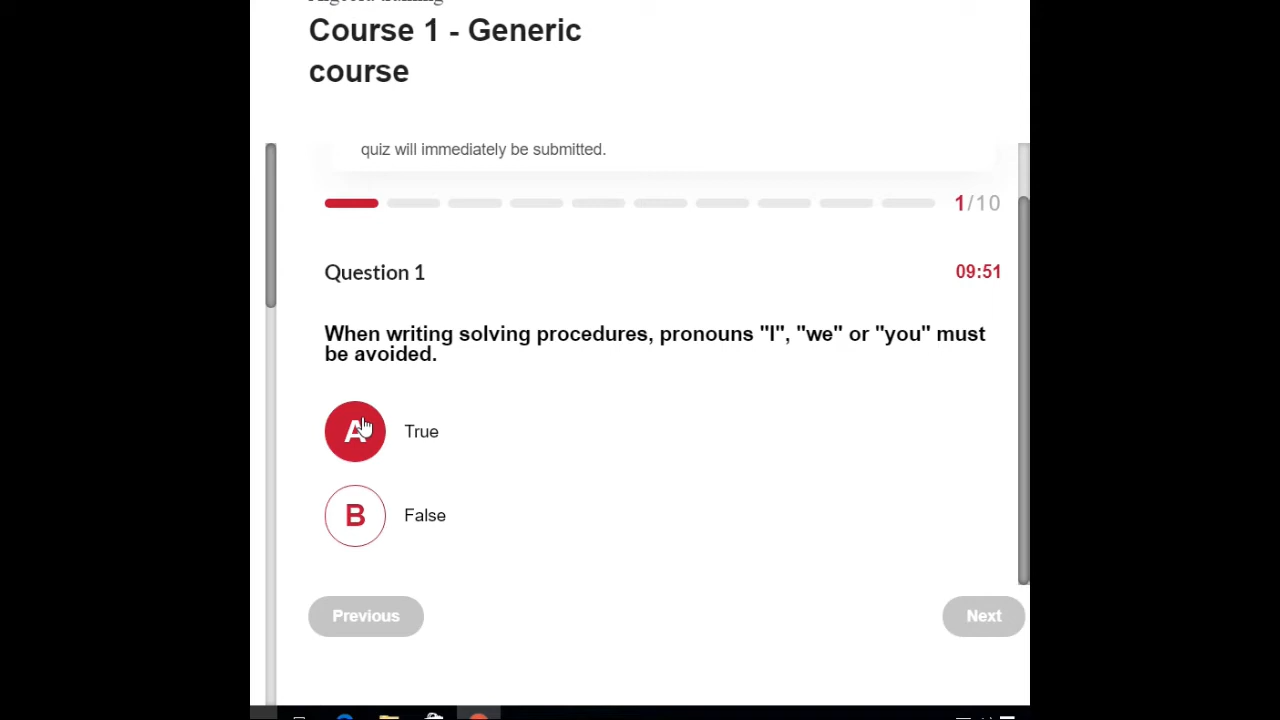 Course 1 - Generic
course
quiz will immediately be submitted.
1/10
Question 1
09:51
When writing solving procedures, pronouns "I", "we" or "you" must
be avoided.
A
True
B
False
Previous
Next